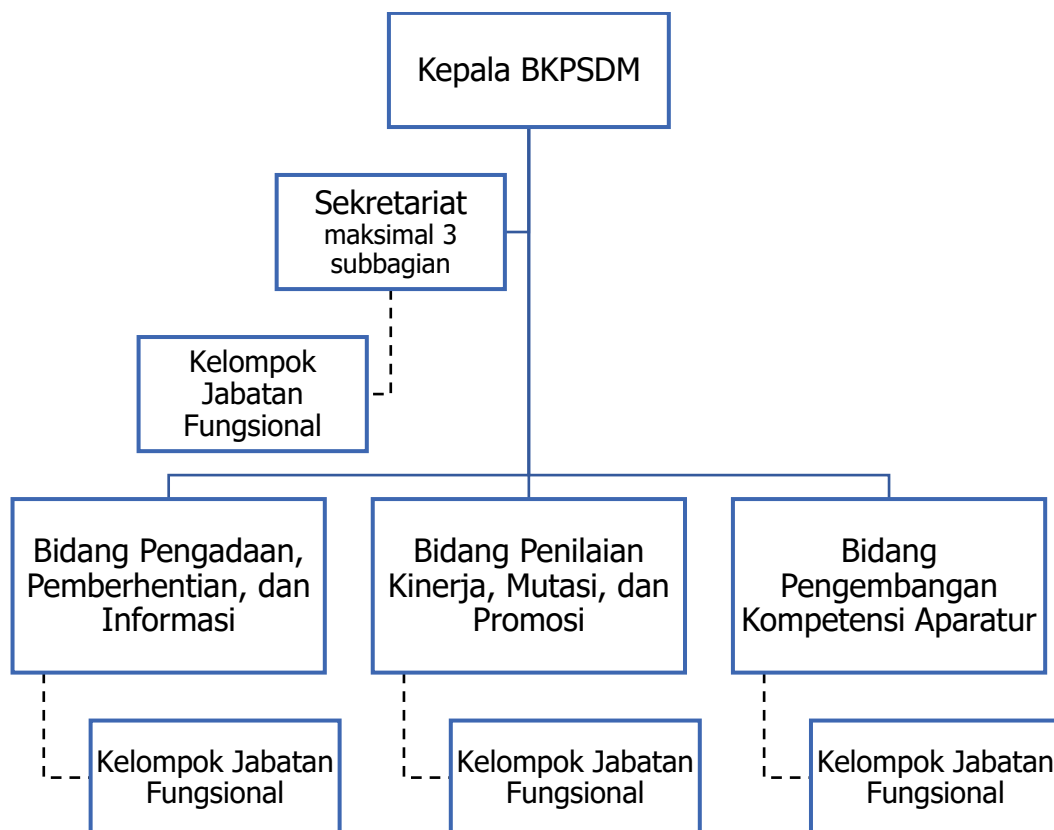 Kepala BKPSDM
Sekretariat
maksimal 3
subbagian
Kelompok
Jabatan
Fungsional
Bidang Pengadaan,
Pemberhentian, dan
Informasi
Bidang Penilaian
Kinerja, Mutasi, dan
Promosi
Bidang
Pengembangan
Kompetensi Aparatur
Kelompok Jabatan
Fungsional
Kelompok Jabatan
Fungsional
Kelompok Jabatan
Fungsional